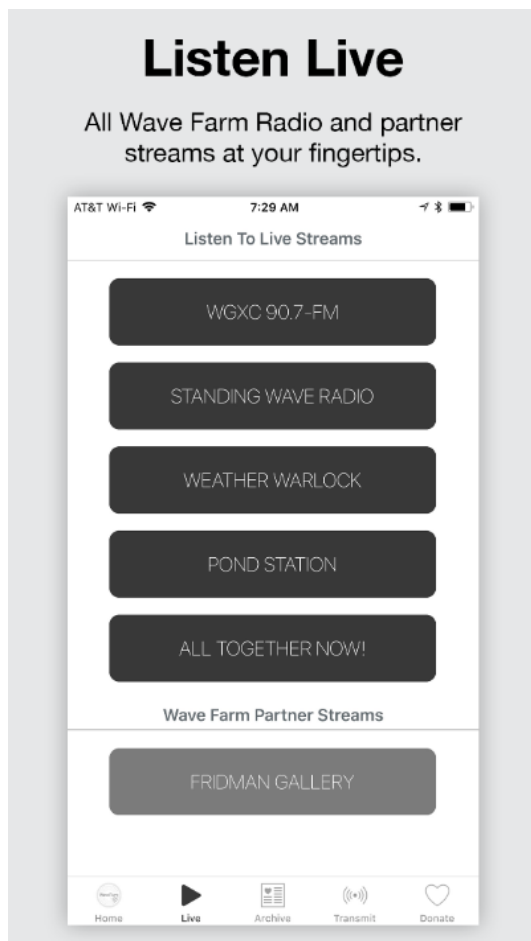 Listen Live
All Wave Farm Radio and partner
streams at your fingertips.
AT&T Wi-Fi 7:29 AM
Listen To Live Streams
WGXC 90.7-FM
STANDING WAVE RADIO
WEATHER WARLOCK
POND STATION
ALL TOGETHER NOW!
Wave Farm Partner Streams
FRIDMAN GALLERY
Home Live Archive Transmit Donate